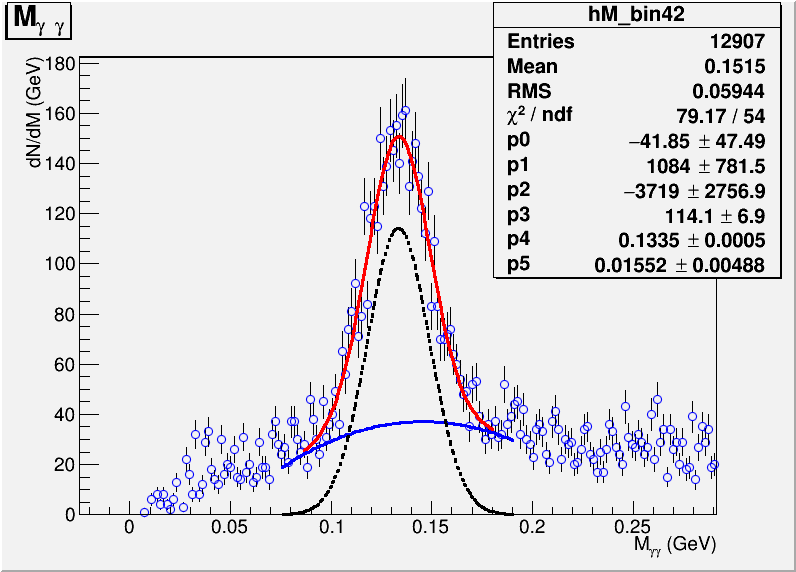 Mγ γ
hM_bin42
Entries 12907
Mean 0.1515
RMS 0.05944
χ² / ndf 79.17 / 54
p0 −41.85 ± 47.49
p1 1084 ± 781.5
p2 −3719 ± 2756.9
p3 114.1 ± 6.9
p4 0.1335 ± 0.0005
p5 0.01552 ± 0.00488
dN/dM (GeV)
180
160
140
120
100
80
60
40
20
0
0 0.05 0.1 0.15 0.2 0.25
Mγγ (GeV)